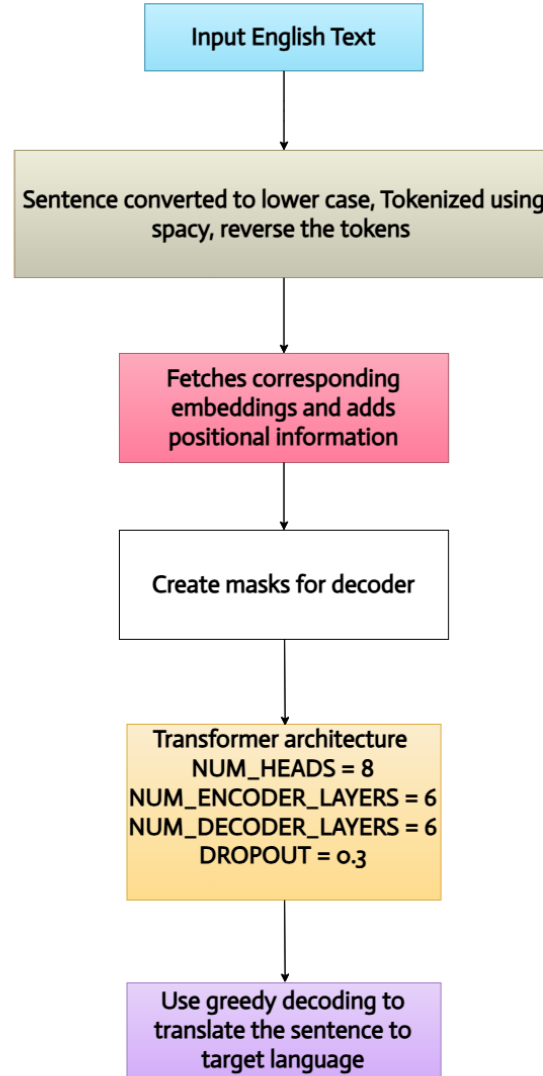 Input English Text
Sentence converted to lower case, Tokenized using
spacy, reverse the tokens
Fetches corresponding
embeddings and adds
positional information
Create masks for decoder
Transformer architecture
NUM_HEADS = 8
NUM_ENCODER_LAYERS = 6
NUM_DECODER_LAYERS = 6
DROPOUT = 0.3
Use greedy decoding to
translate the sentence to
target language